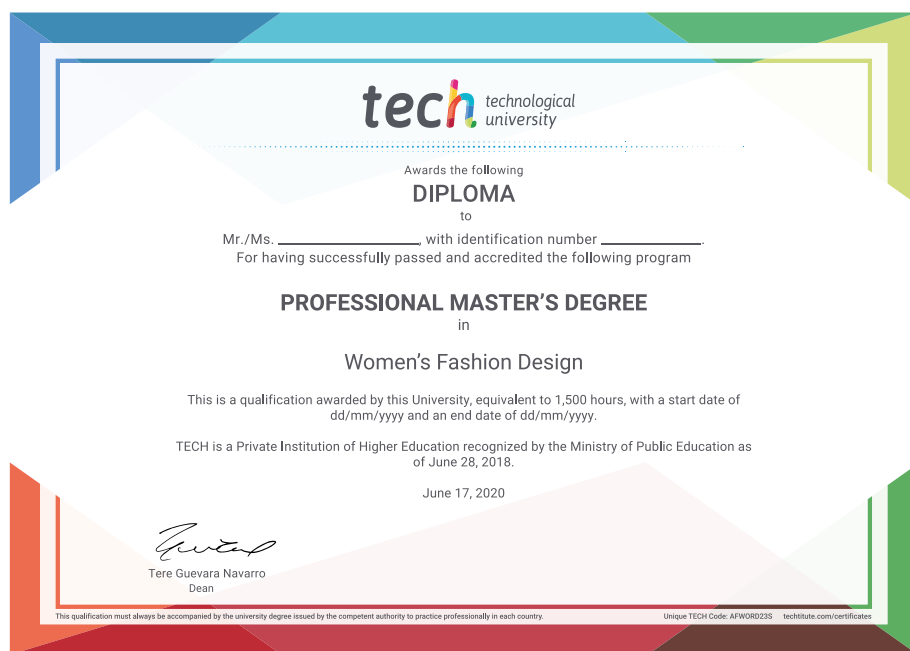 tech technological
university
Awards the following
DIPLOMA
to
Mr./Ms. ____________, with identification number ____________.
For having successfully passed and accredited the following program
PROFESSIONAL MASTER'S DEGREE
in
Women's Fashion Design
This is a qualification awarded by this University, equivalent to 1,500 hours, with a start date of
dd/mm/yyyy and an end date of dd/mm/yyyy.
TECH is a Private Institution of Higher Education recognized by the Ministry of Public Education as
of June 28, 2018.
June 17, 2020
Tere Guevara Navarro
Dean
This qualification must always be accompanied by the university degree issued by the competent authority to practice professionally in each country.
Unique TECH Code: AFWORD23S techtitute.com/certificates